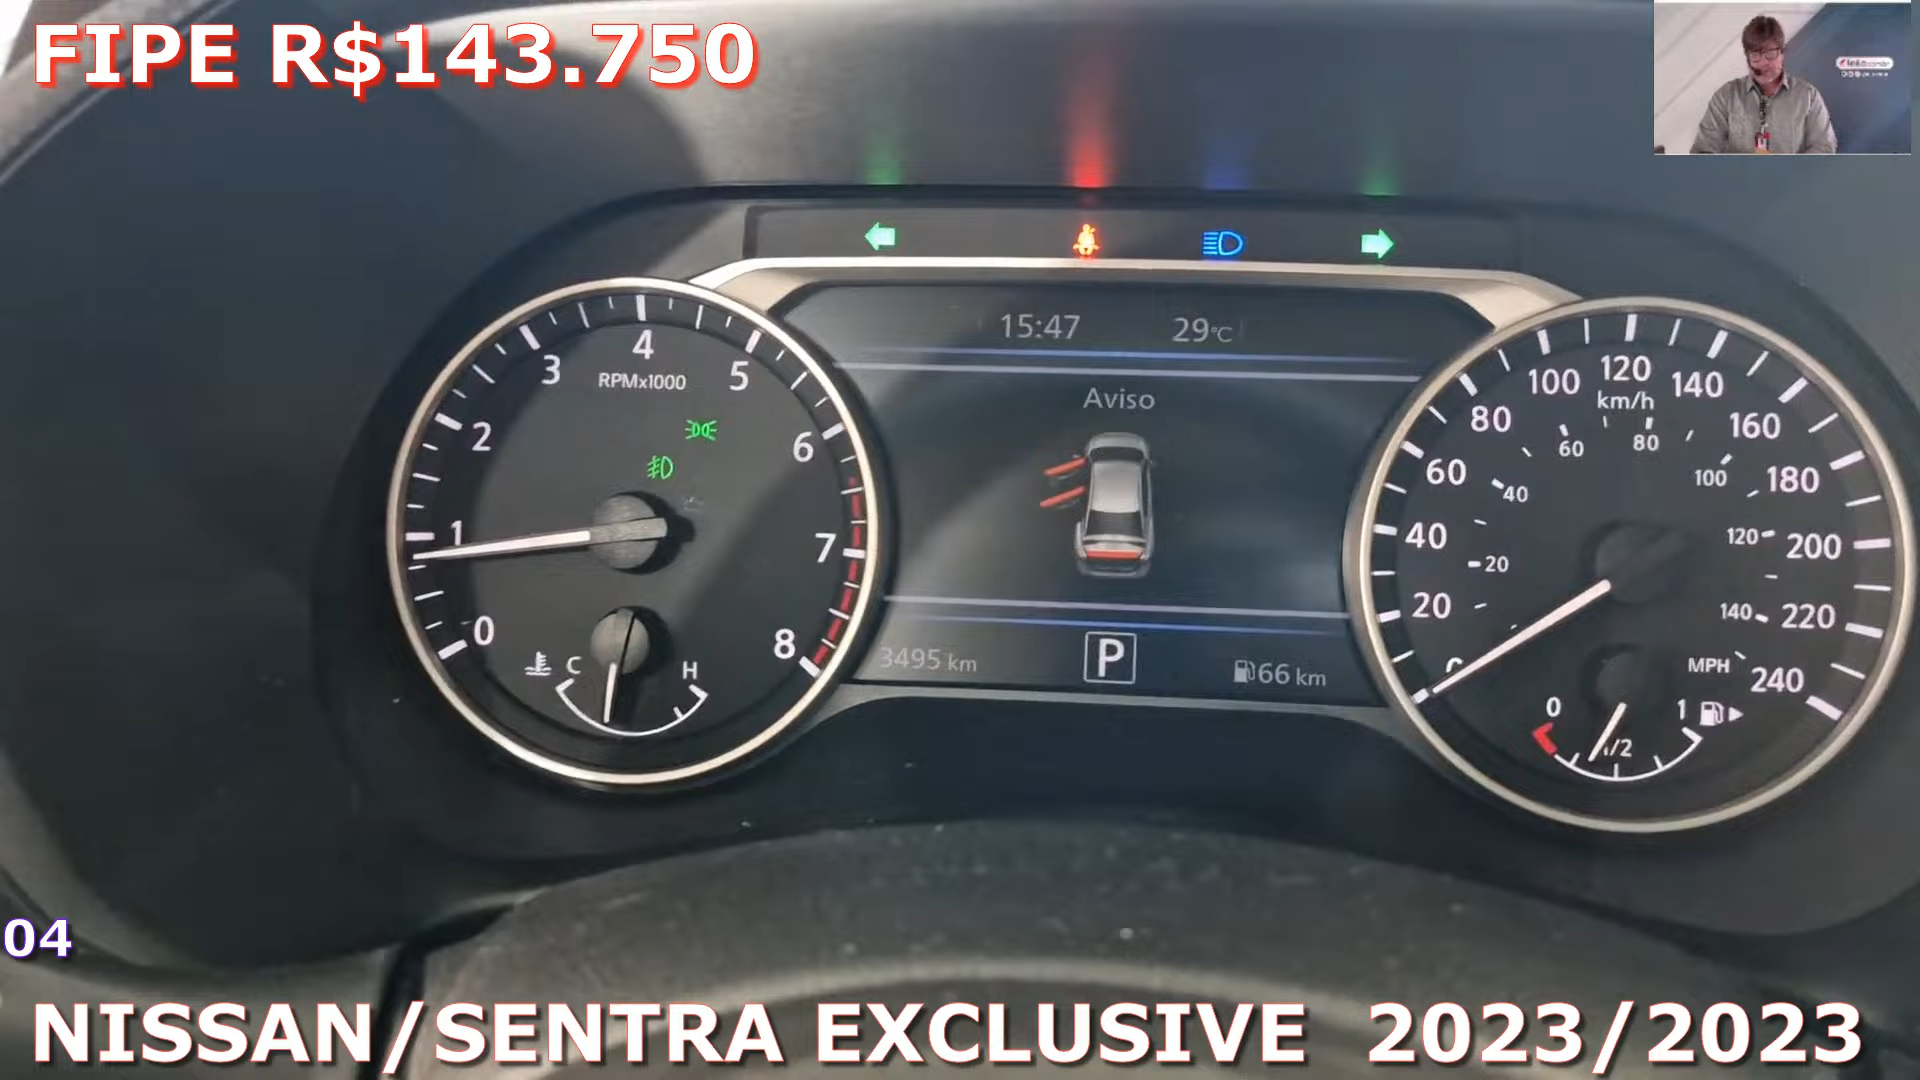 FIPE R$143.750
15:47 29°C
Aviso
0 1 2 3 4 5 6 7 8
RPMx1000
C H
3495 km P 66 km
0 20 40 60 80 100 120 140 160 180 200 220 240
km/h
20 40 60 80 100 120 140
MPH
0 1/2 1
04
NISSAN/SENTRA EXCLUSIVE 2023/2023